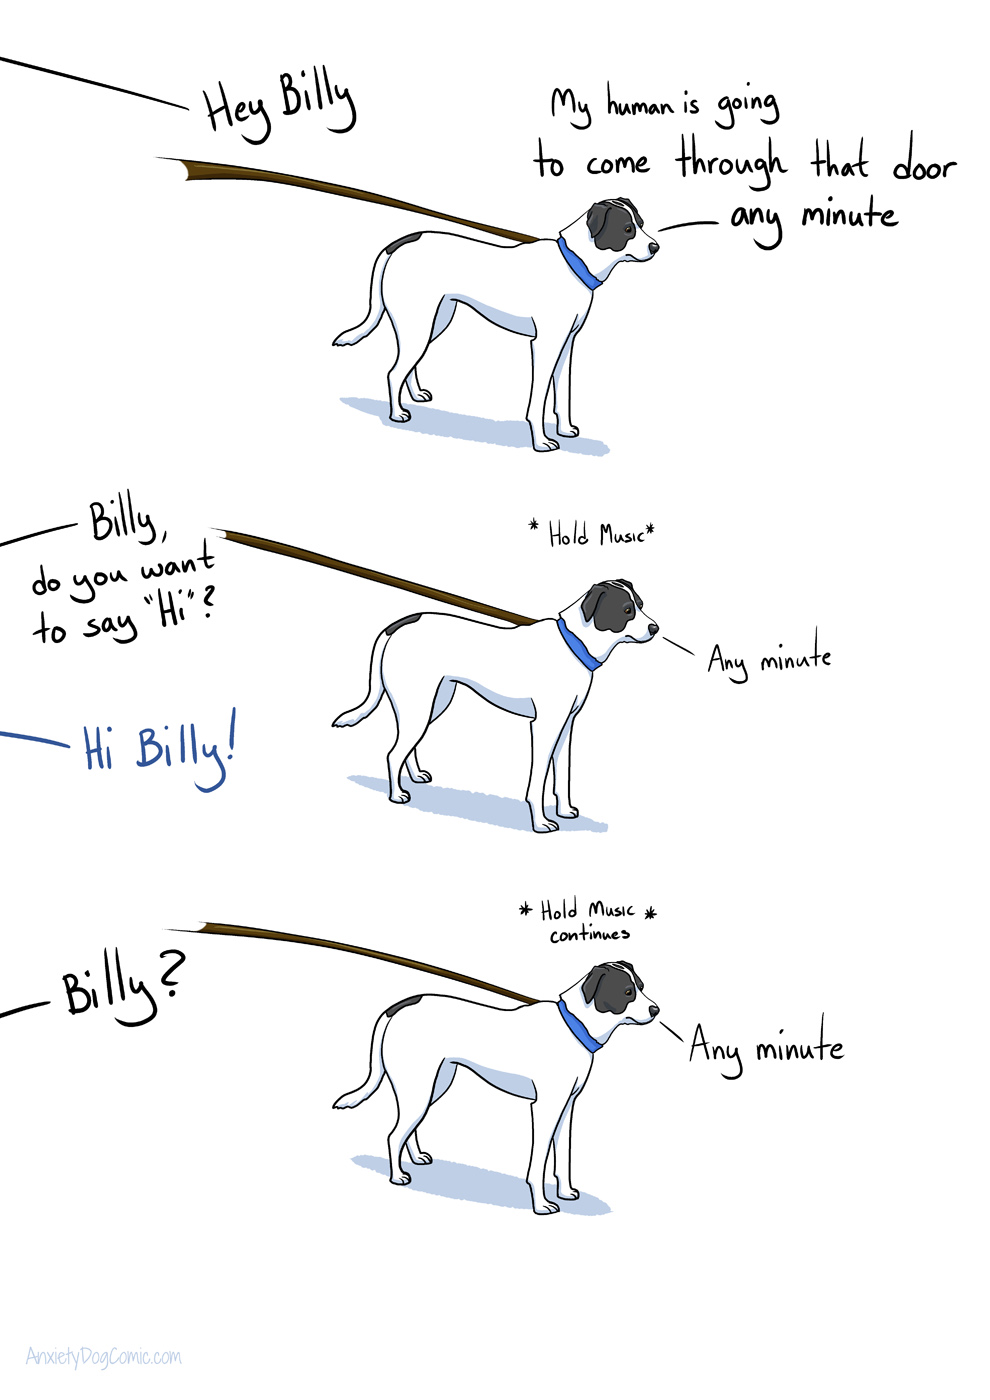 Hey Billy
My human is going
to come through that door
any minute
Billy,
do you want
to say "Hi"?
*Hold Music*
Any minute
Hi Billy!
* Hold Music *
continues
Billy?
Any minute
AnxietyDogComic.com